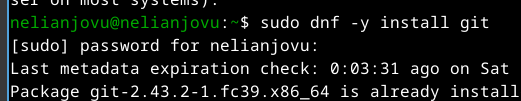 ser on most systems).
nelianjovu@nelianjovu:~$ sudo dnf -y install git
[sudo] password for nelianjovu:
Last metadata expiration check: 0:03:31 ago on Sat
Package git-2.43.2-1.fc39.x86_64 is already install